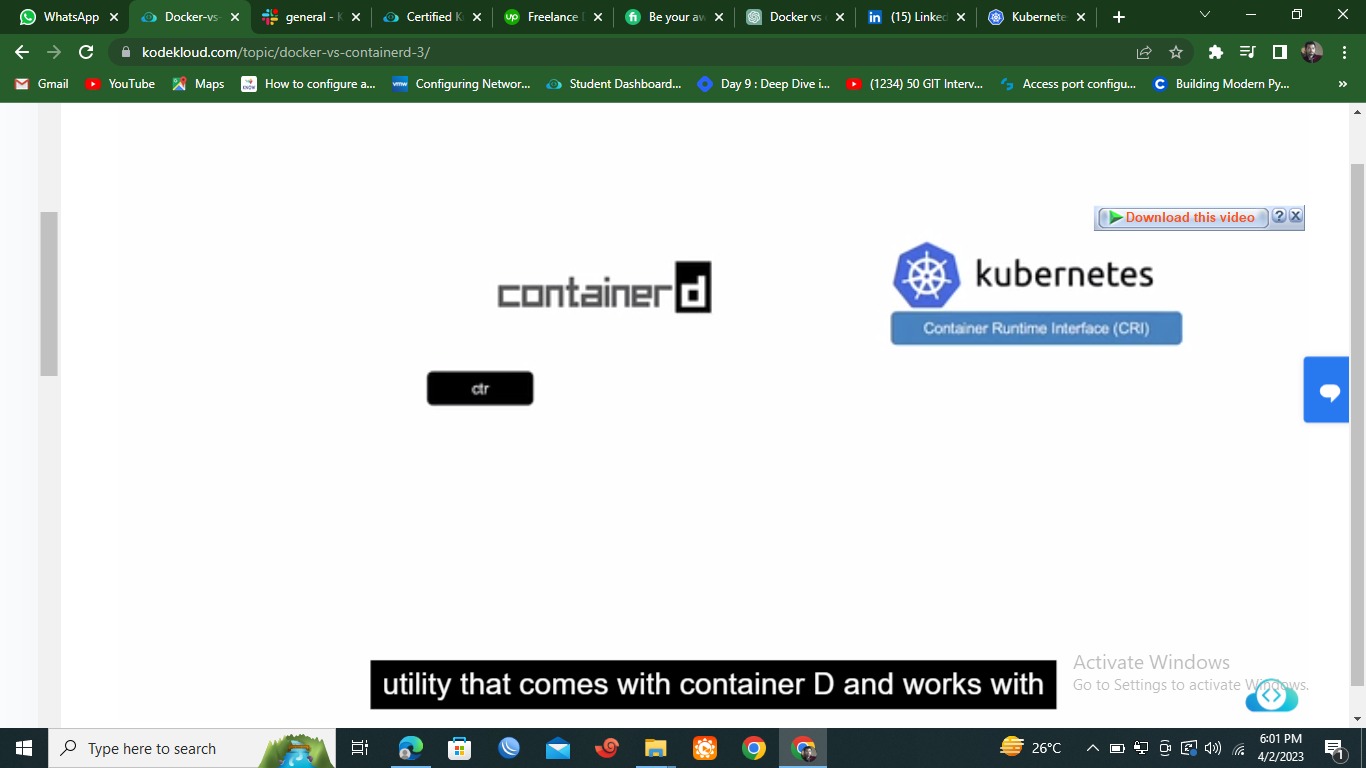 WhatsApp
Docker-vs-
general - K
Certified K
Freelance
Be your aw
Docker vs
(15) Linked
Kubernete
kodekloud.com/topic/docker-vs-containerd-3/
Gmail
YouTube
Maps
How to configure a...
Configuring Networ...
Student Dashboard...
Day 9 : Deep Dive i...
(1234) 50 GIT Interv...
Access port configu...
Building Modern Py...
Download this video
containerd
kubernetes
Container Runtime Interface (CRI)
ctr
utility that comes with container D and works with
Activate Windows
Go to Settings to activate Windows.
Type here to search
26°C
6:01 PM
4/2/2023
1